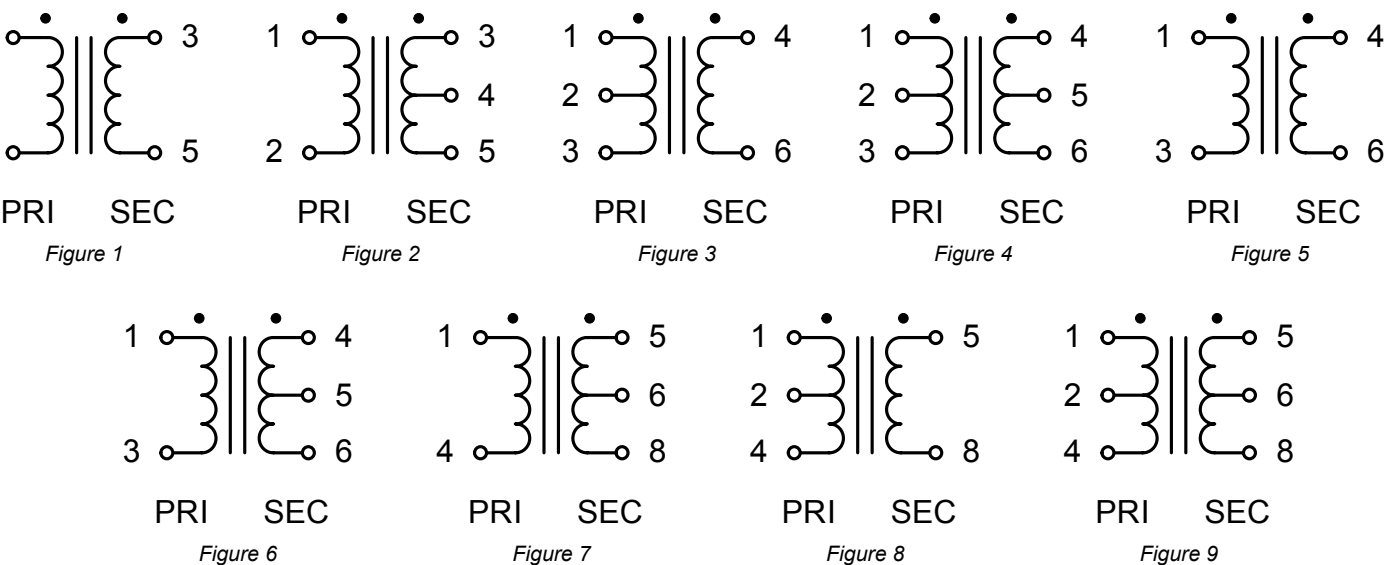 3 1 3 1 4 1 4 1 4
4 2 2 5
5 2 5 3 6 3 6 3 6
PRI SEC PRI SEC PRI SEC PRI SEC PRI SEC
Figure 1 Figure 2 Figure 3 Figure 4 Figure 5
1 4 1 5 1 5 1 5
5 6 2 2 6
3 6 4 8 4 8 4 8
PRI SEC PRI SEC PRI SEC PRI SEC
Figure 6 Figure 7 Figure 8 Figure 9